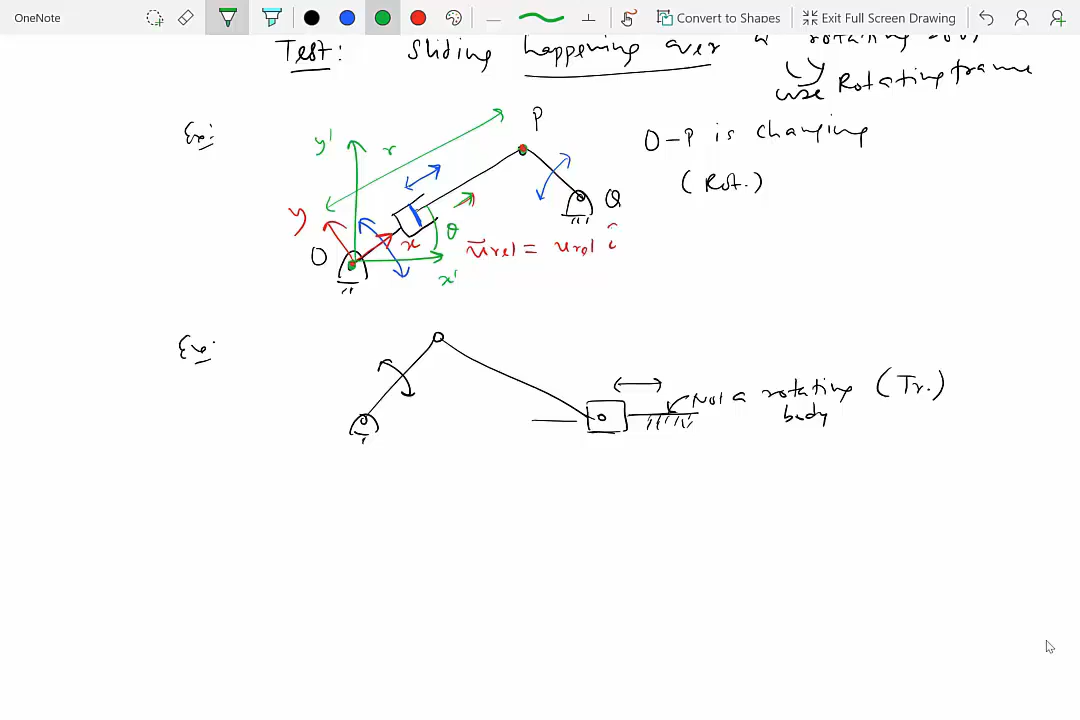 OneNote
Convert to Shapes
Exit Full Screen Drawing
Test: Sliding happening over a rotating body
use Rotating frame
Ex:
y'
r
P
O-P is changing
(Rot.)
y
x
θ
Q
O
x'
v̄rel = vrel î
Ex:
Not a rotating body (Tr.)